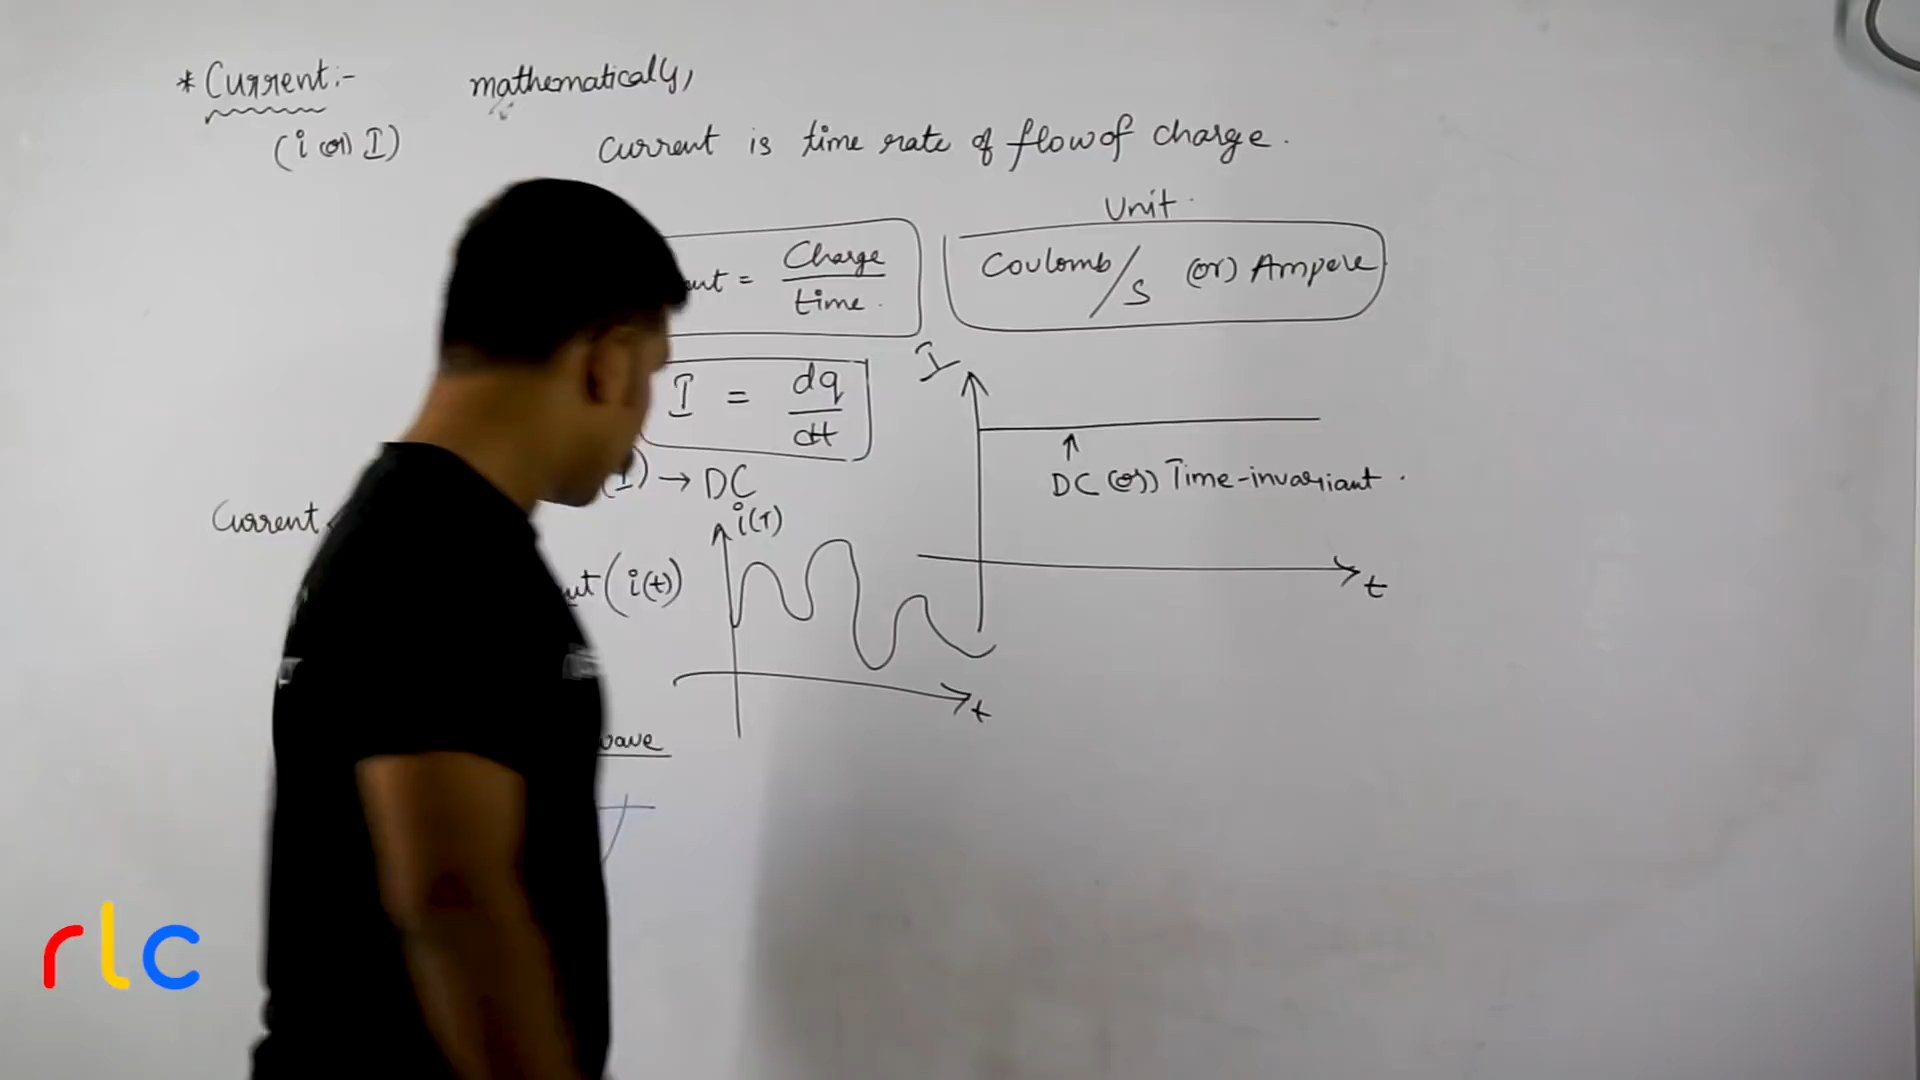 * Current:- mathematically,
(i (or) I) Current is time rate of flow of charge.
Unit.
= Charge / time.
Coulomb/s (or) Ampere
I = dq/dt
I
(I) → DC
DC (or) Time-invariant.
Current
i(t)
(i(t))
t
t
wave
rlc